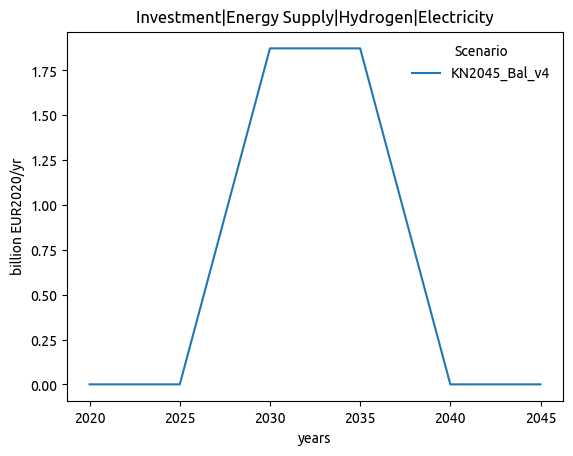 Investment|Energy Supply|Hydrogen|Electricity
Scenario
KN2045_Bal_v4
1.75
1.50
1.25
1.00
0.75
0.50
0.25
0.00
billion EUR2020/yr
2020 2025 2030 2035 2040 2045
years